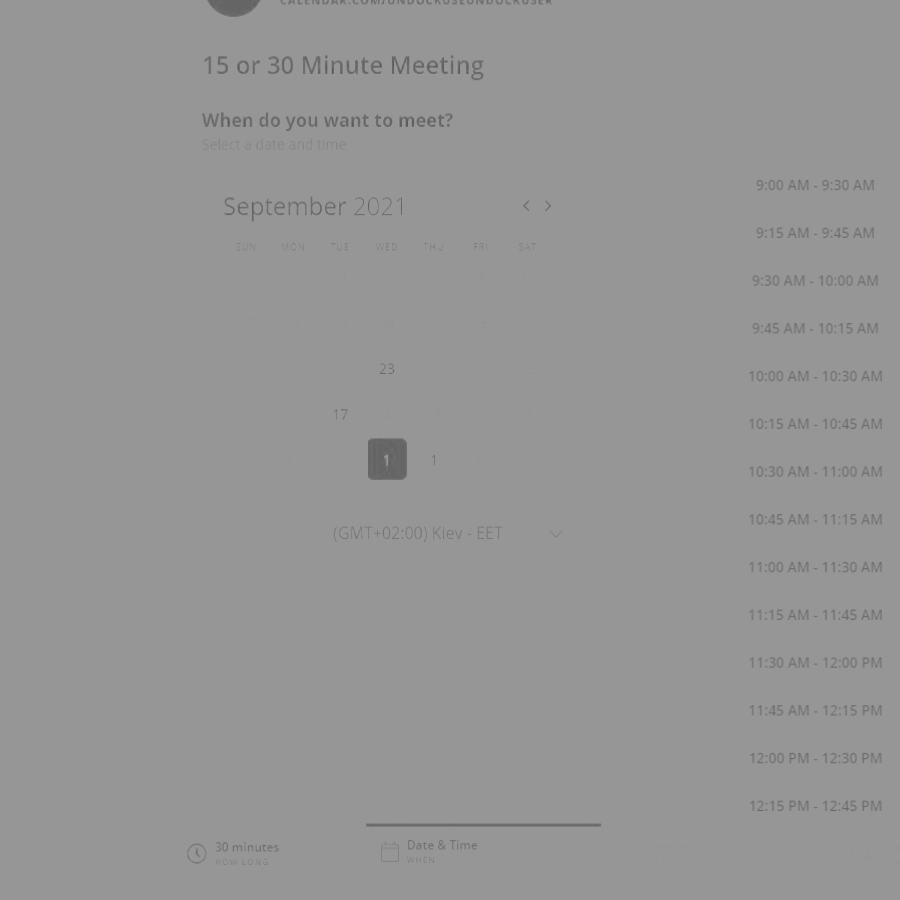 15 or 30 Minute Meeting
When do you want to meet?
Select a date and time
September 2021
SUN MON TUE WED THU FRI SAT
23
17
1 1
(GMT+02:00) Kiev - EET
9:00 AM - 9:30 AM
9:15 AM - 9:45 AM
9:30 AM - 10:00 AM
9:45 AM - 10:15 AM
10:00 AM - 10:30 AM
10:15 AM - 10:45 AM
10:30 AM - 11:00 AM
10:45 AM - 11:15 AM
11:00 AM - 11:30 AM
11:15 AM - 11:45 AM
11:30 AM - 12:00 PM
11:45 AM - 12:15 PM
12:00 PM - 12:30 PM
12:15 PM - 12:45 PM
30 minutes
HOW LONG
Date & Time
WHEN